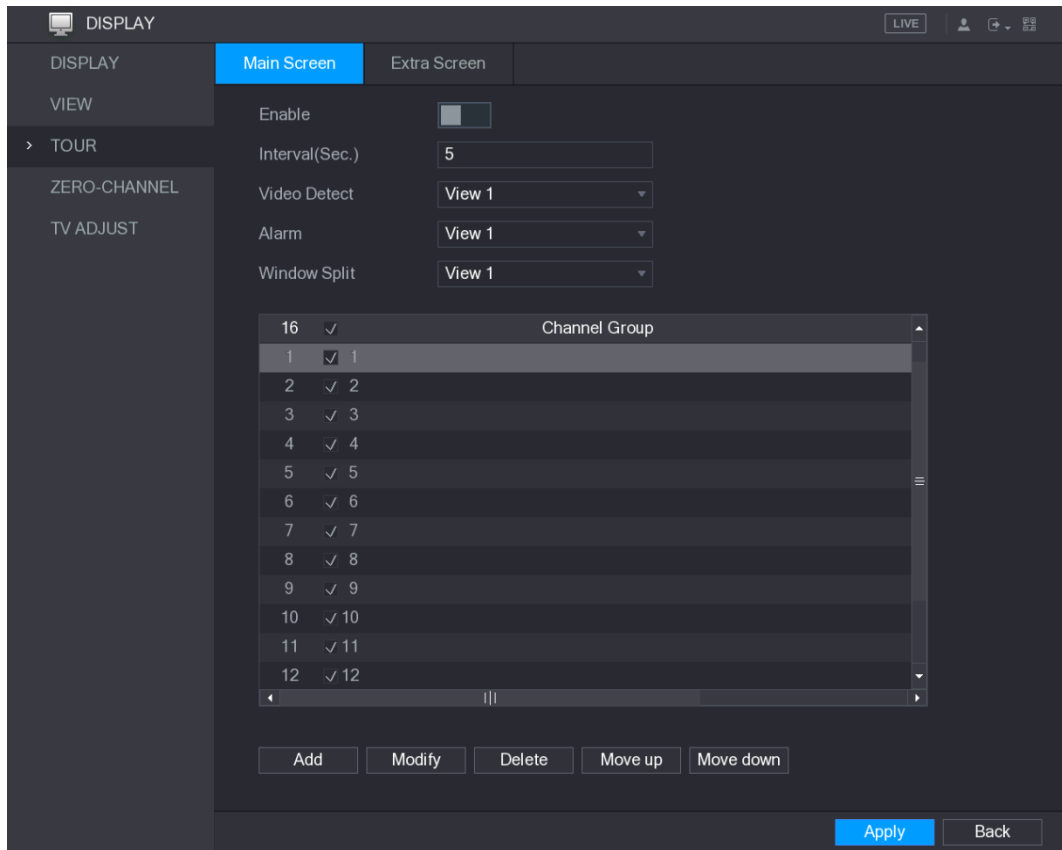 DISPLAY LIVE
DISPLAY
VIEW
TOUR
ZERO-CHANNEL
TV ADJUST
Main Screen Extra Screen
Enable
Interval(Sec.) 5
Video Detect View 1
Alarm View 1
Window Split View 1
16 Channel Group
1 1
2 2
3 3
4 4
5 5
6 6
7 7
8 8
9 9
10 10
11 11
12 12
Add Modify Delete Move up Move down
Apply Back